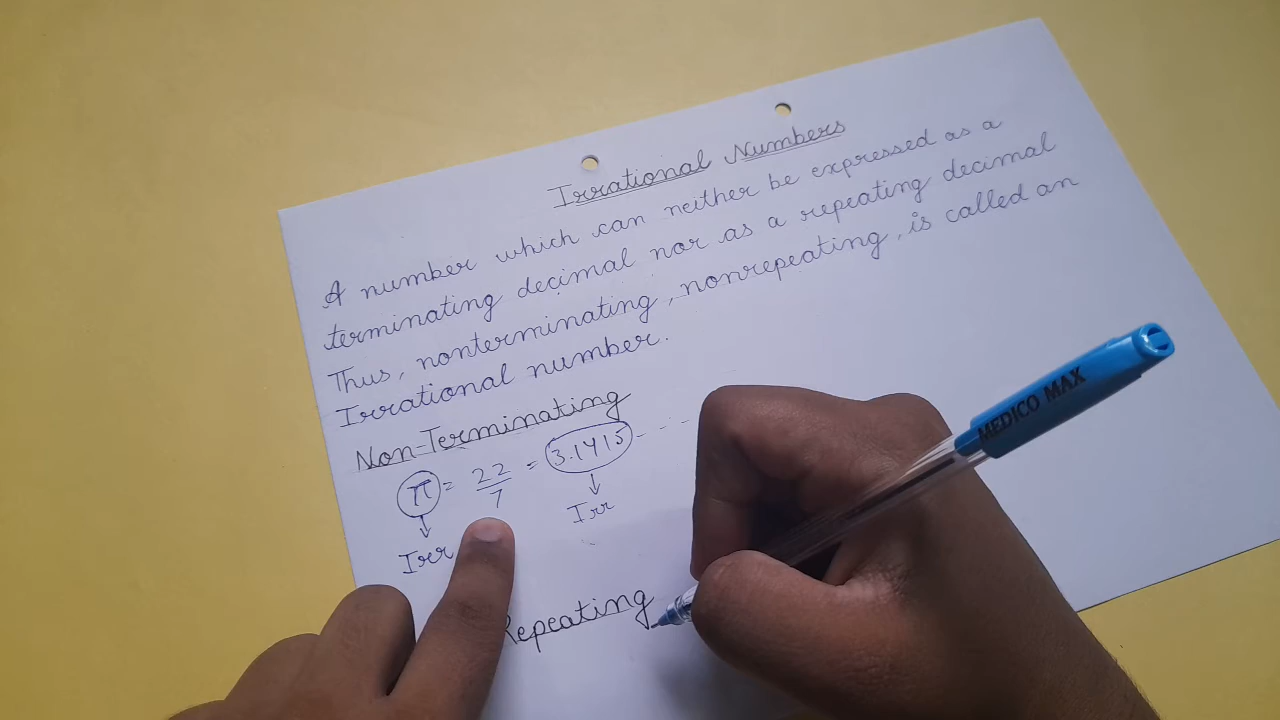 Irrational Numbers
A number which can neither be expressed as a
terminating decimal nor as a repeating decimal
Thus, nonterminating, nonrepeating, is called an
Irrational number.
Non-Terminating
π = 22/7 = 3.1415-----
Irr Irr
Repeating
MEDICO MAX